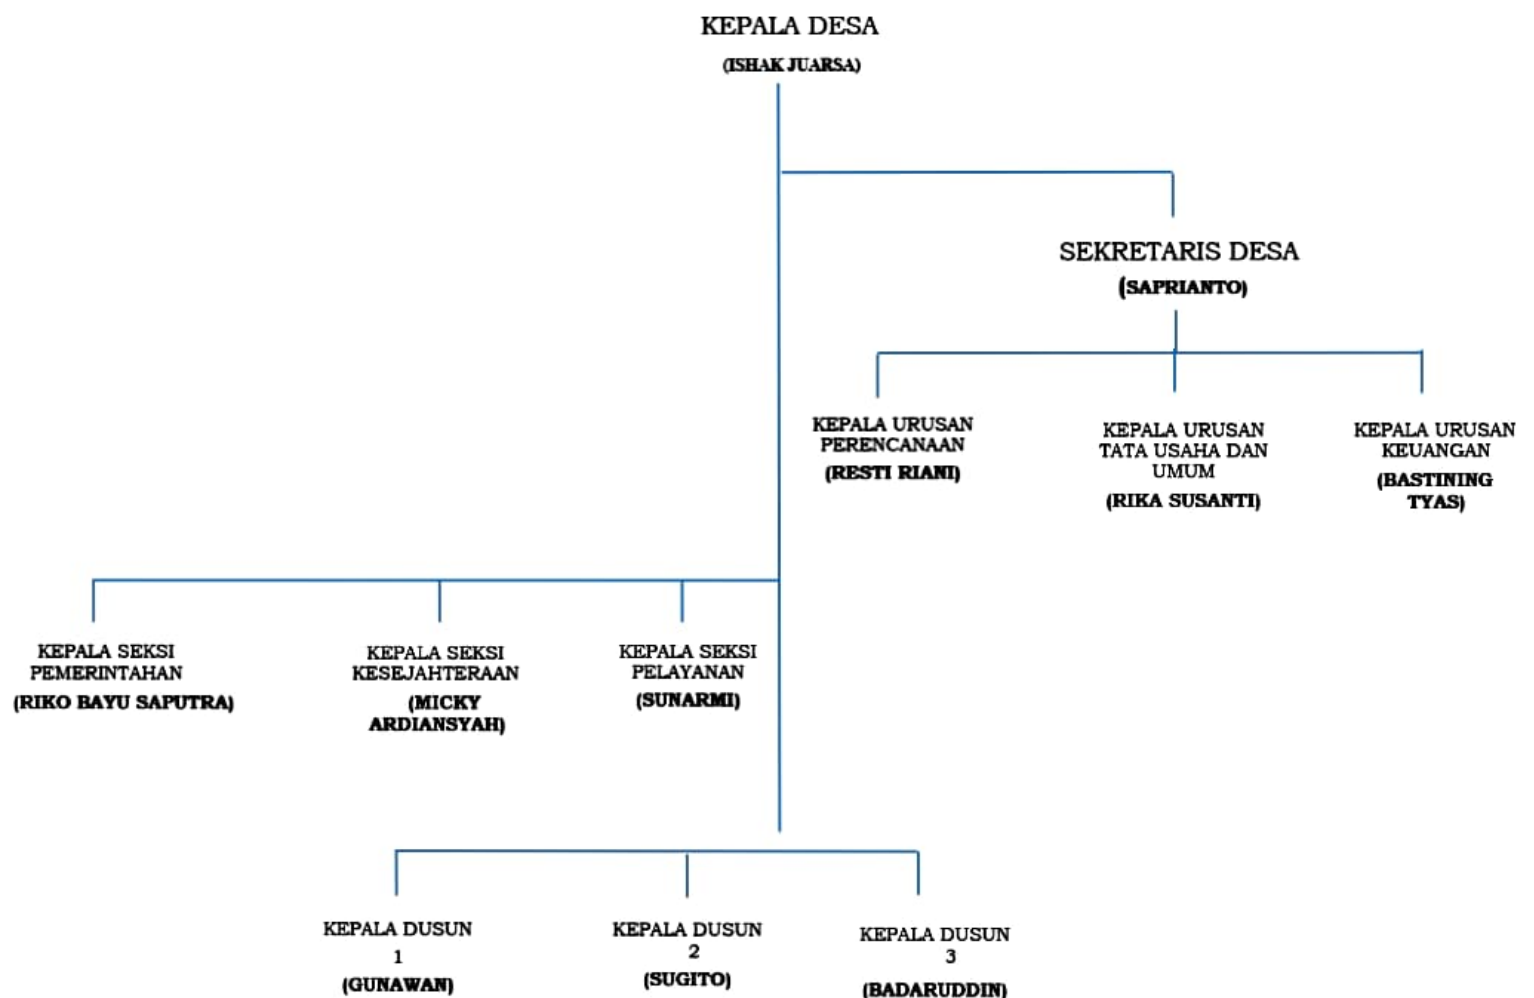 KEPALA DESA
(ISHAK JUARSA)
SEKRETARIS DESA
(SAPRIANTO)
KEPALA URUSAN
PERENCANAAN
(RESTI RIANI)
KEPALA URUSAN
TATA USAHA DAN
UMUM
(RIKA SUSANTI)
KEPALA URUSAN
KEUANGAN
(BASTINING
TYAS)
KEPALA SEKSI
PEMERINTAHAN
(RIKO BAYU SAPUTRA)
KEPALA SEKSI
KESEJAHTERAAN
(MICKY
ARDIANSYAH)
KEPALA SEKSI
PELAYANAN
(SUNARMI)
KEPALA DUSUN
1
(GUNAWAN)
KEPALA DUSUN
2
(SUGITO)
KEPALA DUSUN
3
(BADARUDDIN)